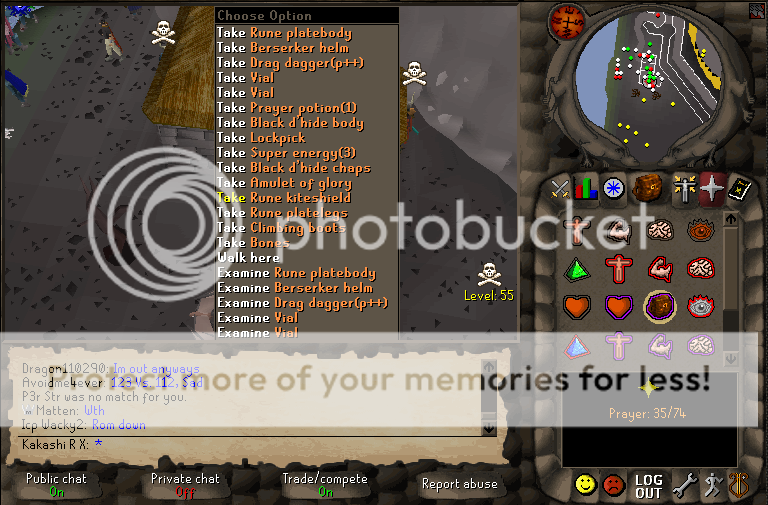 Choose Option
Take Rune platebody
Take Berserker helm
Take Drag dagger(p++)
Take Vial
Take Vial
Take Prayer potion(1)
Take Black d'hide body
Take Lockpick
Take Super energy(3)
Take Black d'hide chaps
Take Amulet of glory
Take Rune kiteshield
Take Rune platelegs
Take Climbing boots
Take Bones
Walk here
Examine Rune platebody
Examine Berserker helm
Examine Drag dagger(p++)
Examine Vial
Examine Vial
Level: 55
photobucket
more of your memories for less!
Dragon110290: Im out anyways
P3r Str was no match for you.
Matten: Wth
Icp Wacky2: Rom down
Kakashi R X: *
Prayer: 35/74
Public chat
On
Private chat
Off
Trade/compete
On
Report abuse
LOG
OUT